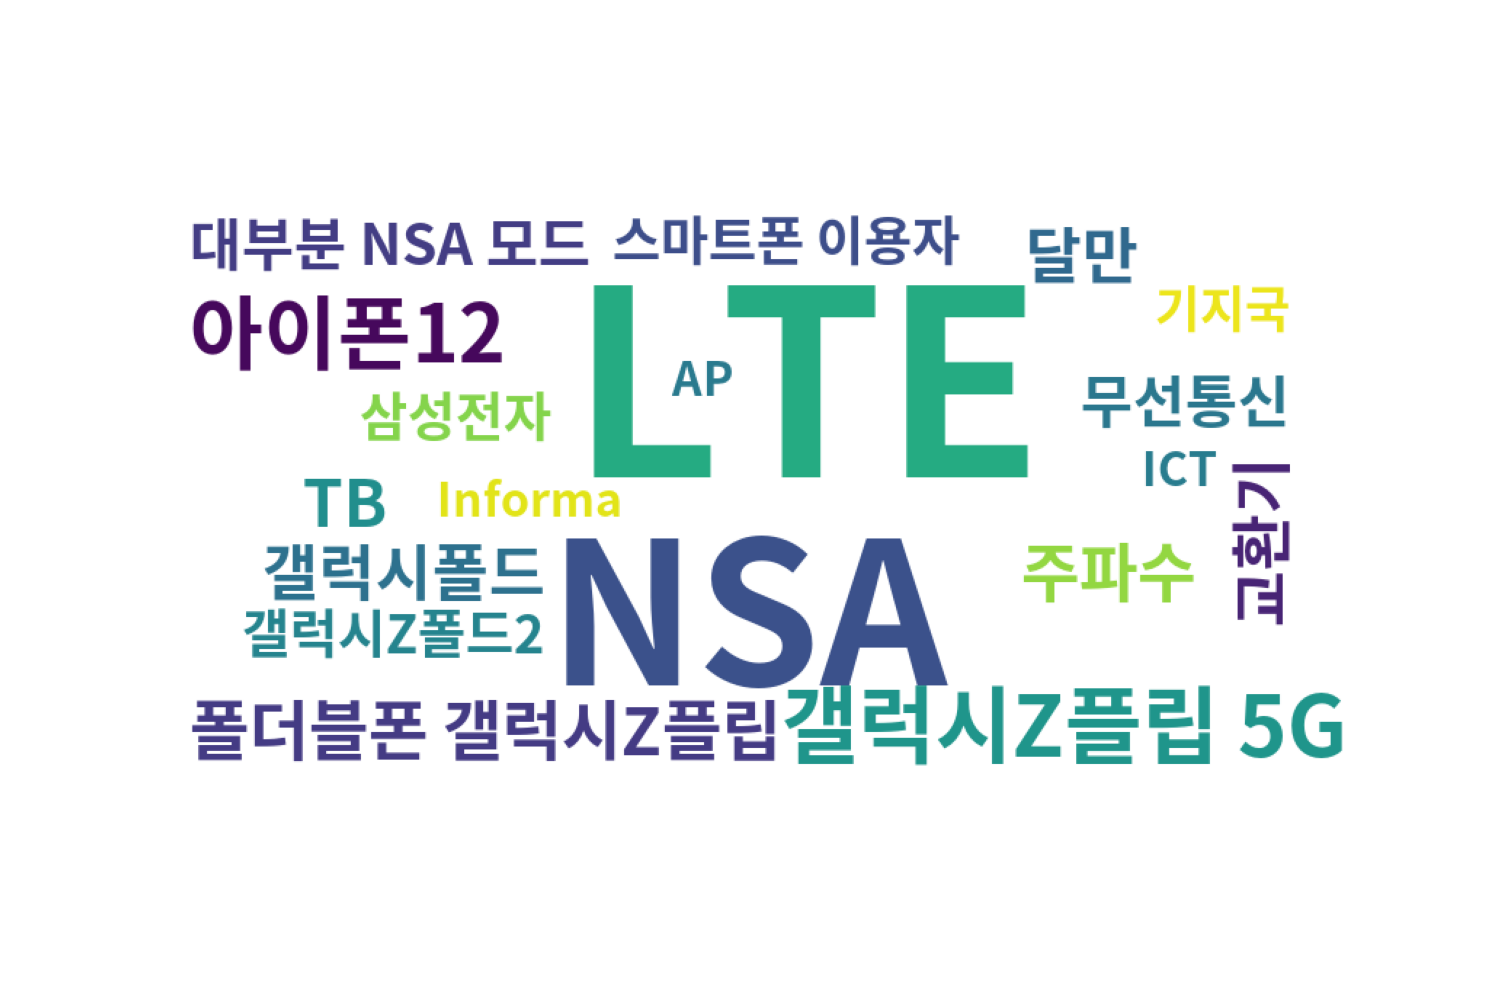 대부분 NSA 모드
스마트폰 이용자
달만
기지국
아이폰12
LTE
AP
삼성전자
무선통신
ICT
교환기
TB
Informa
갤럭시폴드
갤럭시Z폴드2
NSA
주파수
폴더블폰 갤럭시Z플립
갤럭시Z플립 5G